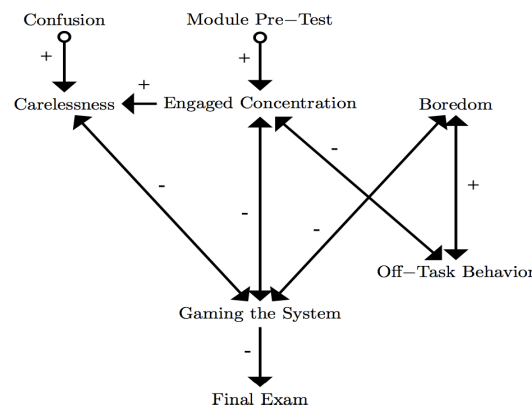 Confusion
Module Pre−Test
+
+
Carelessness
+
Engaged Concentration
Boredom
-
-
-
-
+
Off−Task Behavior
Gaming the System
-
Final Exam